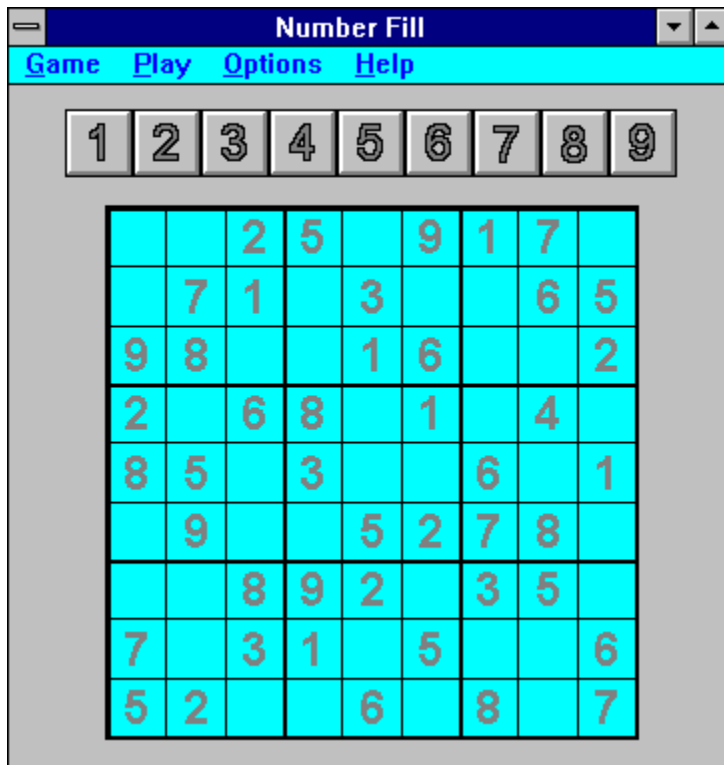 Number Fill
Game Play Options Help
1 2 3 4 5 6 7 8 9
2 5 9 1 7
7 1 3 6 5
9 8 1 6 2
2 6 8 1 4
8 5 3 6 1
9 5 2 7 8
8 9 2 3 5
7 3 1 5 6
5 2 6 8 7